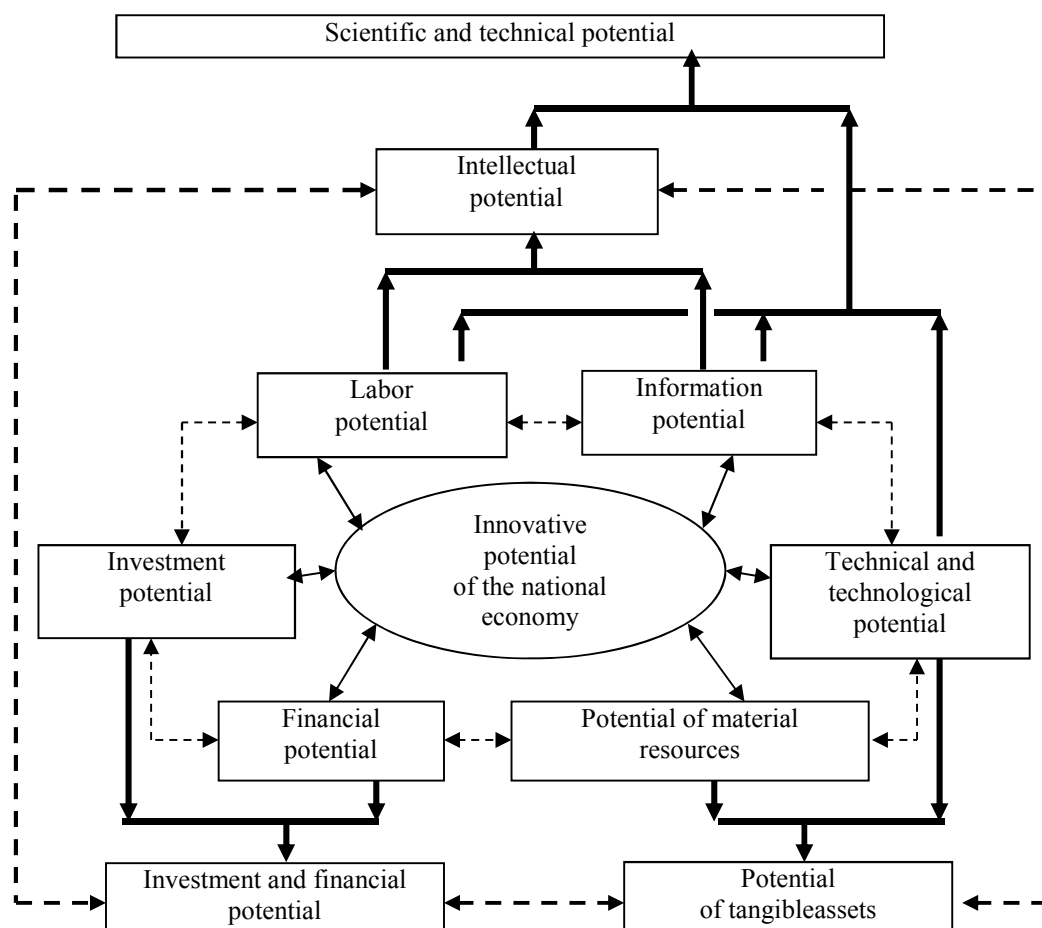 Scientific and technical potential
Intellectual
potential
Labor
potential
Information
potential
Innovative
potential
of the national
economy
Investment
potential
Technical and
technological
potential
Financial
potential
Potential of material
resources
Investment and financial
potential
Potential
of tangibleassets